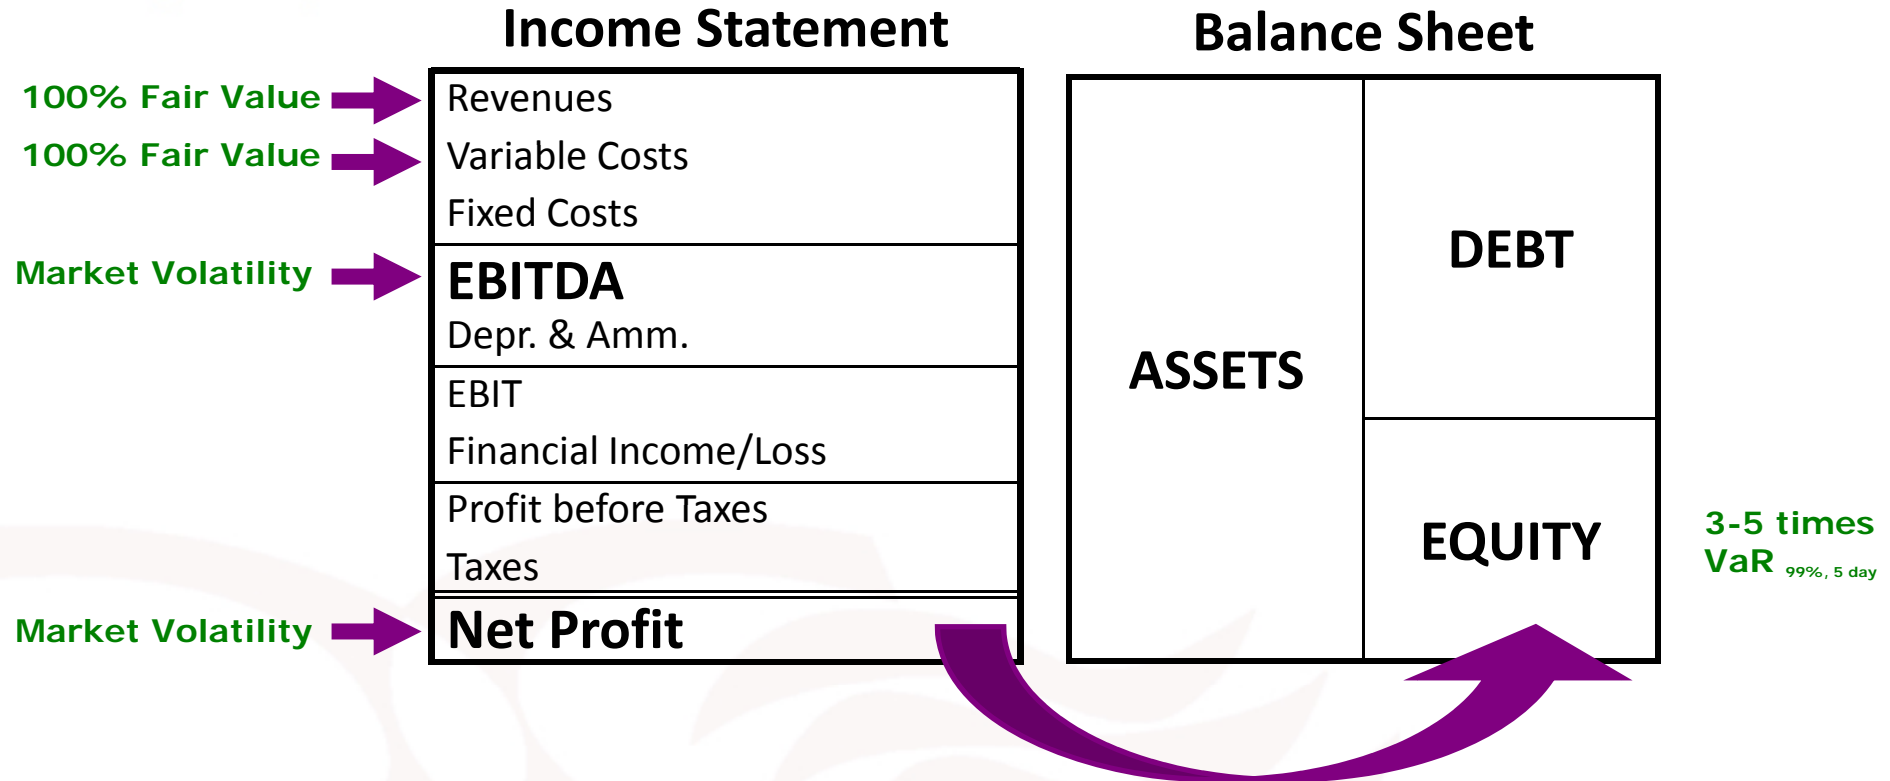 Income Statement
Balance Sheet
100% Fair Value
Revenues
100% Fair Value
Variable Costs
Fixed Costs
Market Volatility
EBITDA
Depr. & Amm.
EBIT
Financial Income/Loss
Profit before Taxes
Taxes
Market Volatility
Net Profit
ASSETS
DEBT
EQUITY
3-5 times
VaR 99%, 5 day